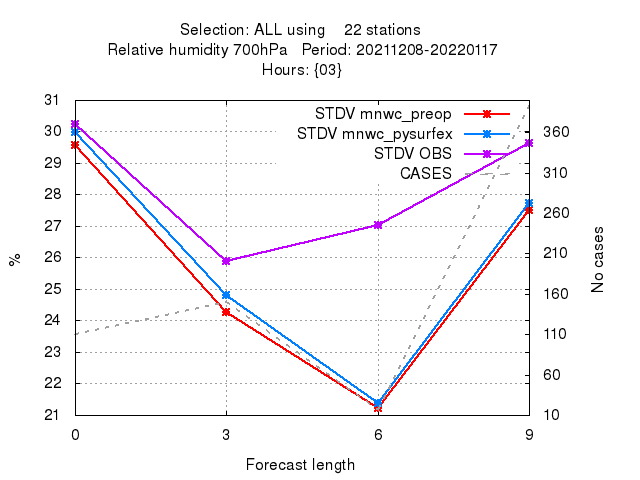 Selection: ALL using 22 stations
Relative humidity 700hPa Period: 20211208-20220117
Hours: {03}
STDV mnwc_preop
STDV mnwc_pysurfex
STDV OBS
CASES
31
30
29
28
27
26
25
24
23
22
21
%
360
310
260
210
160
110
60
10
No cases
0 3 6 9
Forecast length